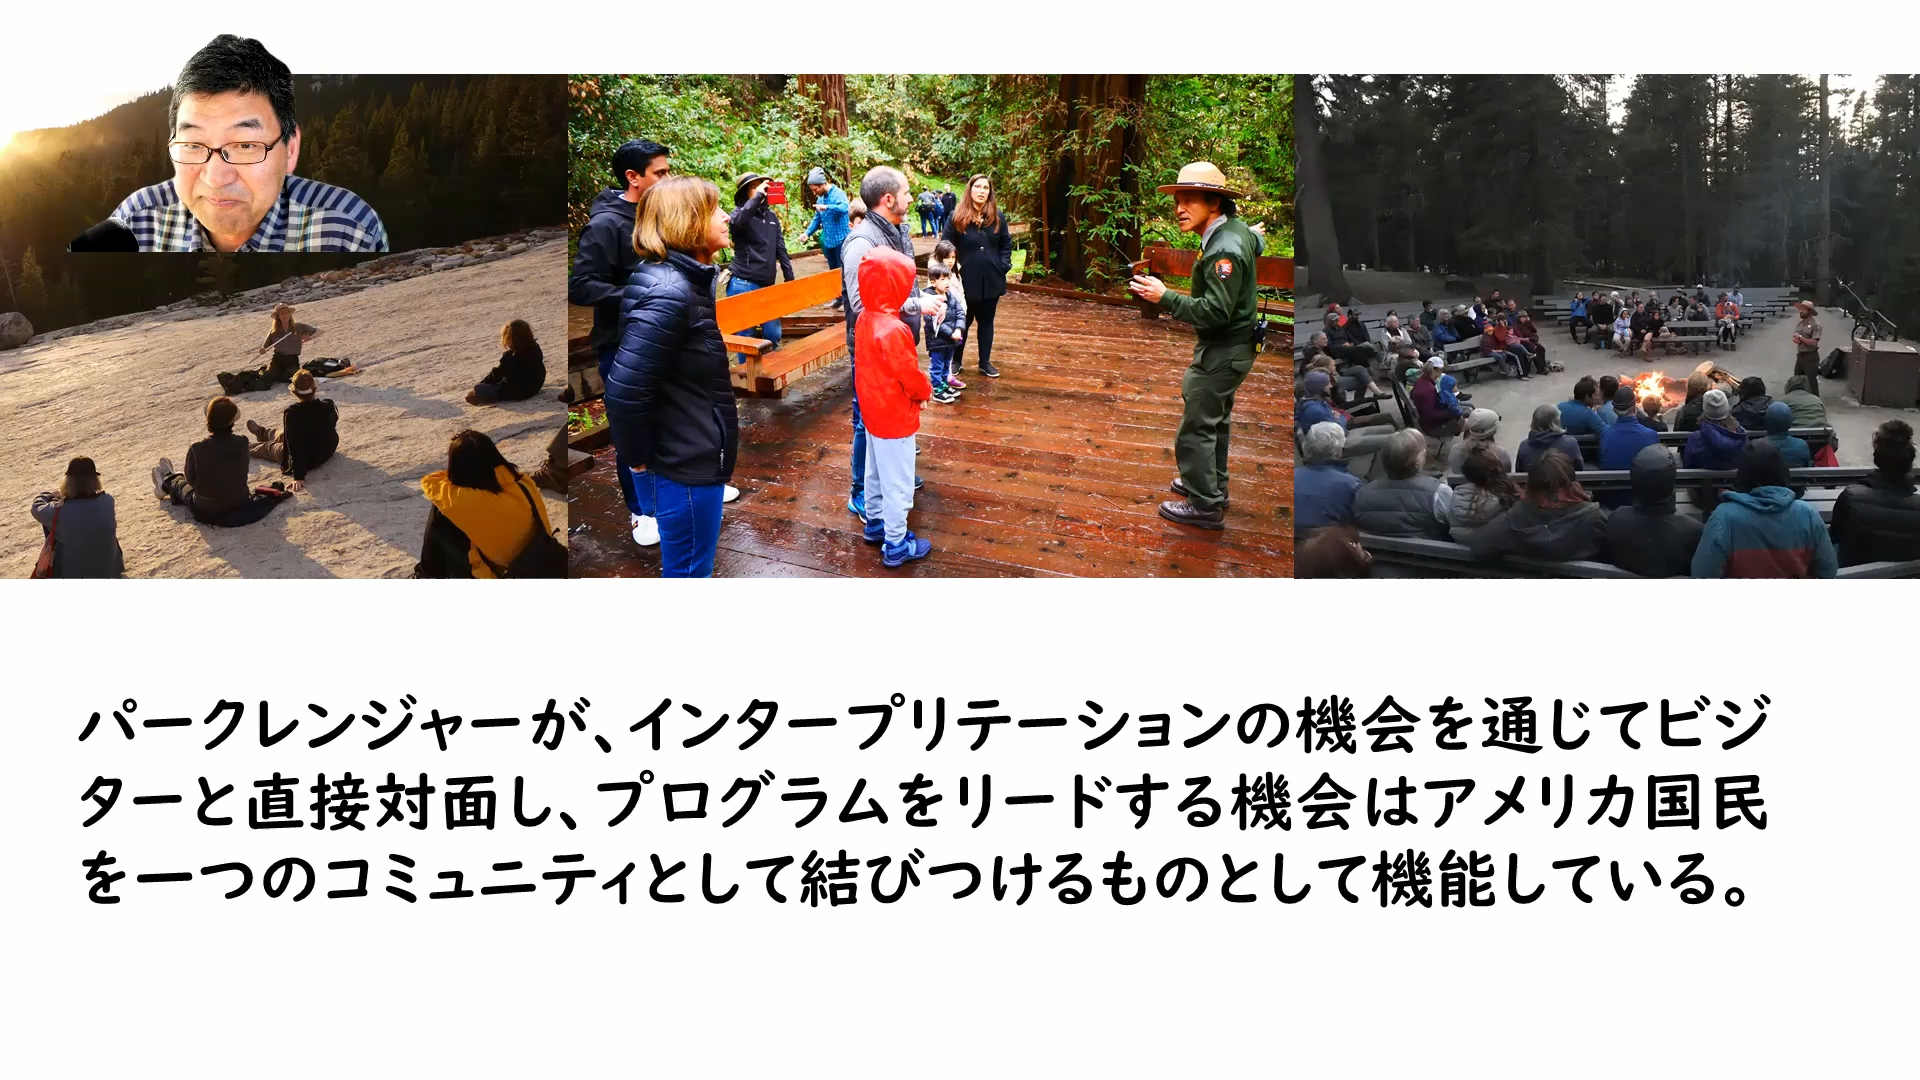 パークレンジャーが、インタープリテーションの機会を通じてビジ
ターと直接対面し、プログラムをリードする機会はアメリカ国民
を一つのコミュニティとして結びつけるものとして機能している。